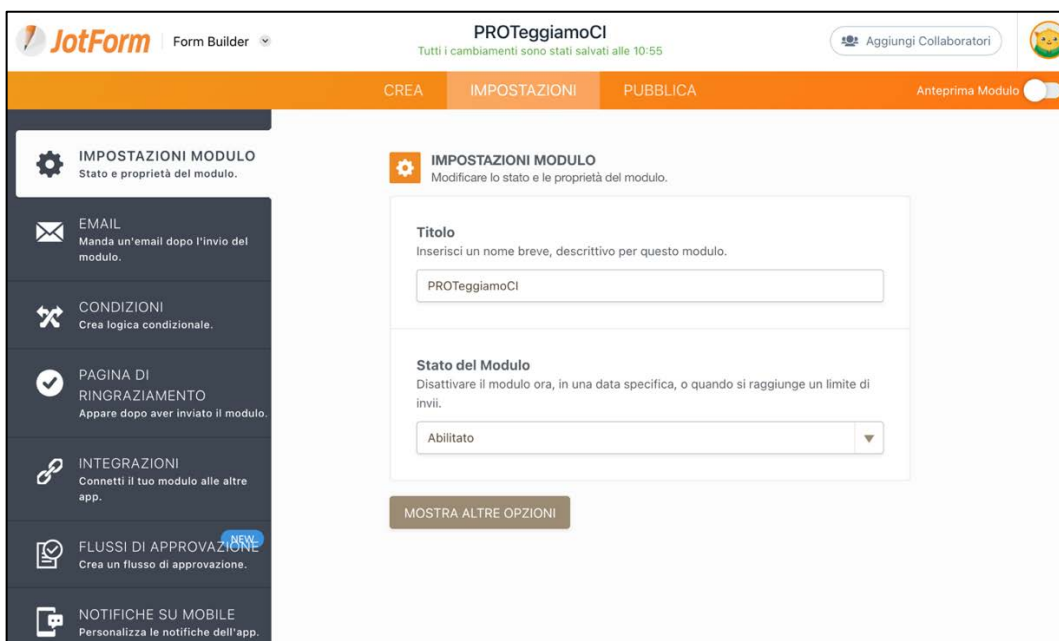 JotForm
Form Builder
PROTeggiamoCI
Tutti i cambiamenti sono stati salvati alle 10:55
Aggiungi Collaboratori
CREA
IMPOSTAZIONI
PUBBLICA
Anteprima Modulo
IMPOSTAZIONI MODULO
Stato e proprietà del modulo.
EMAIL
Manda un'email dopo l'invio del
modulo.
CONDIZIONI
Crea logica condizionale.
PAGINA DI
RINGRAZIAMENTO
Appare dopo aver inviato il modulo.
INTEGRAZIONI
Connetti il tuo modulo alle altre
app.
NEW
FLUSSI DI APPROVAZIONE
Crea un flusso di approvazione.
NOTIFICHE SU MOBILE
Personalizza le notifiche dell'app.
IMPOSTAZIONI MODULO
Modificare lo stato e le proprietà del modulo.
Titolo
Inserisci un nome breve, descrittivo per questo modulo.
PROTeggiamoCI
Stato del Modulo
Disattivare il modulo ora, in una data specifica, o quando si raggiunge un limite di
invii.
Abilitato
MOSTRA ALTRE OPZIONI